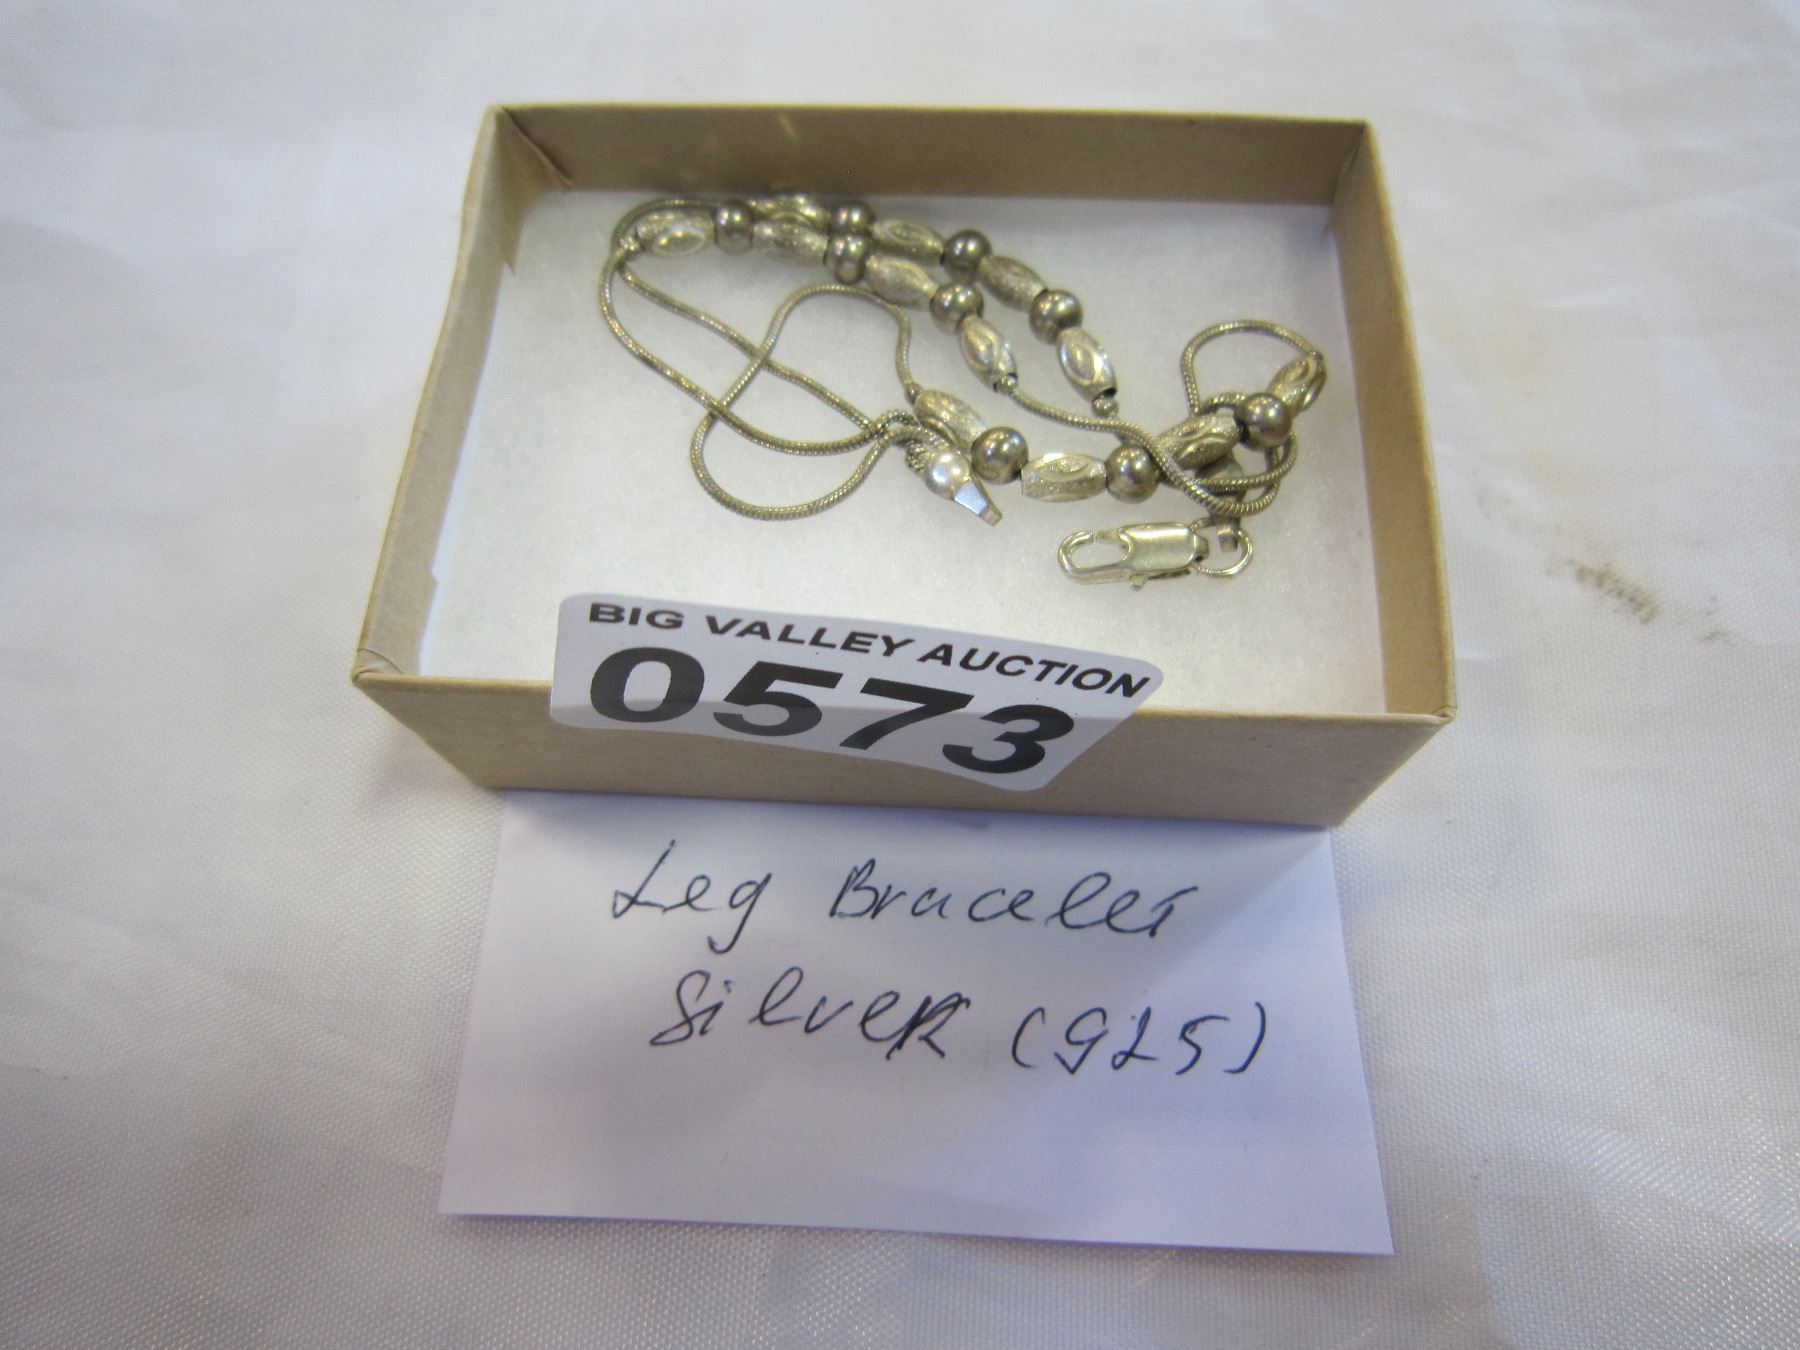 BIG VALLEY AUCTION
0573
Leg Bracelet
Silver (925)